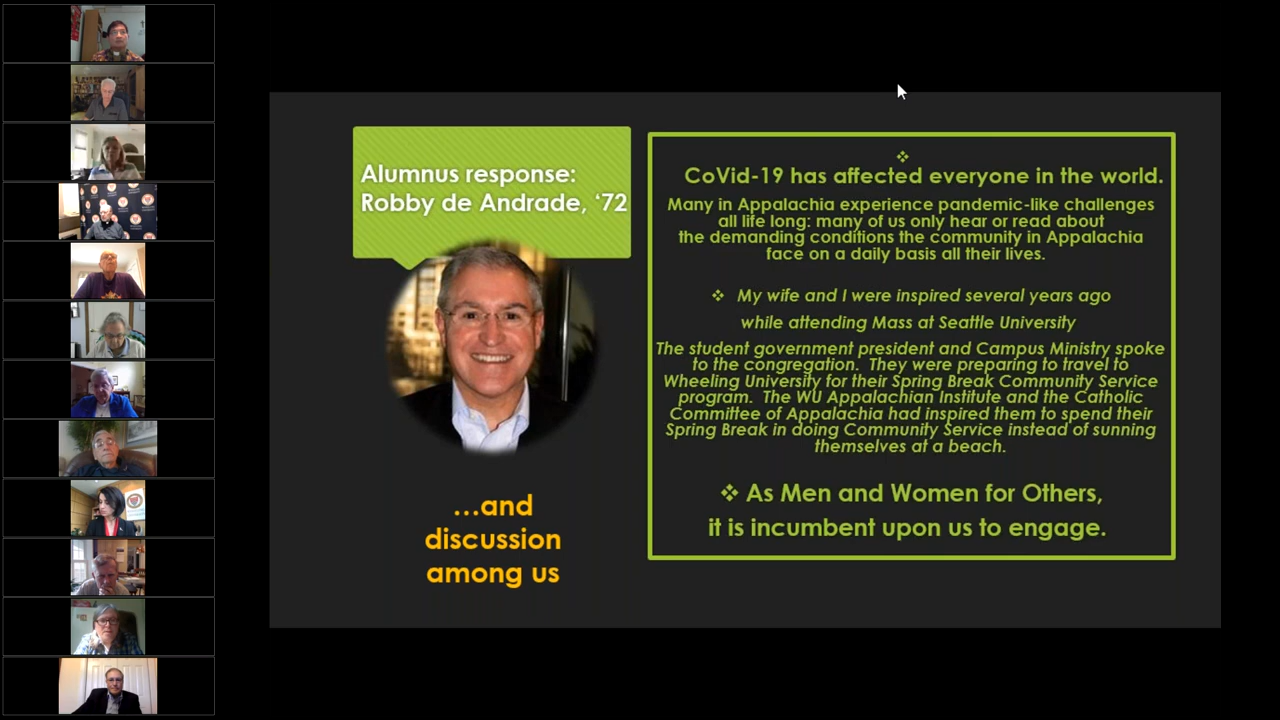 Alumnus response:
Robby de Andrade, ‘72
…and
discussion
among us
❖
CoVid-19 has affected everyone in the world.
Many in Appalachia experience pandemic-like challenges
all life long: many of us only hear or read about
the demanding conditions the community in Appalachia
face on a daily basis all their lives.
❖ My wife and I were inspired several years ago
while attending Mass at Seattle University
The student government president and Campus Ministry spoke
to the congregation. They were preparing to travel to
Wheeling University for their Spring Break Community Service
program. The WU Appalachian Institute and the Catholic
Committee of Appalachia had inspired them to spend their
Spring Break in doing Community Service instead of sunning
themselves at a beach.
❖ As Men and Women for Others,
it is incumbent upon us to engage.